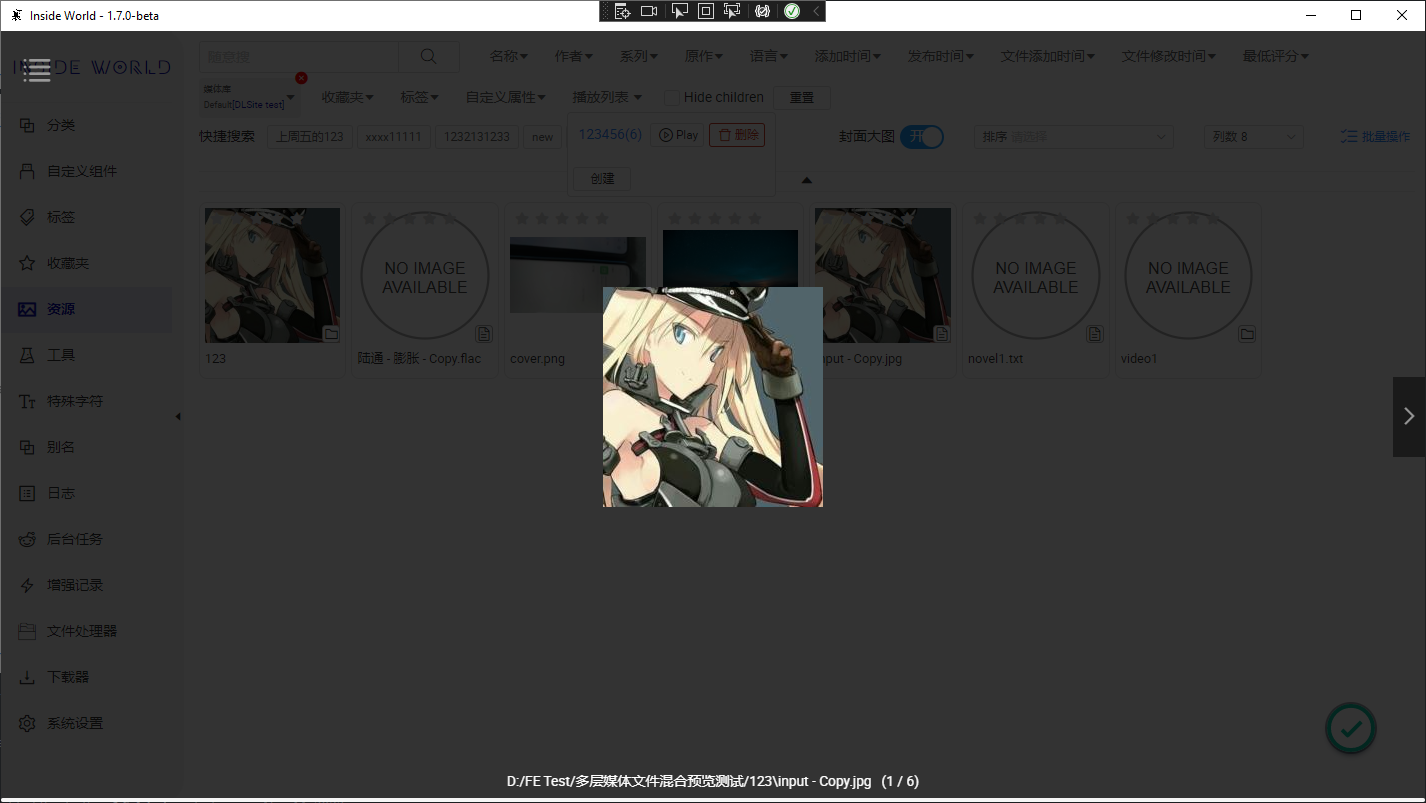 Inside World - 1.7.0-beta
INSIDE WORLD
随意搜
名称 作者 系列 原作 语言 添加时间 发布时间 文件添加时间 文件修改时间 最低评分
媒体库
Default[DLSite test]
收藏夹 标签 自定义属性 播放列表 Hide children 重置
快捷搜索 上周五的123 xxxx11111 1232131233 new
123456(6) Play 删除
创建
封面大图 开 排序 请选择 列数 8 批量操作
分类
自定义组件
标签
收藏夹
资源
工具
特殊字符
别名
日志
后台任务
增强记录
文件处理器
下载器
系统设置
NO IMAGE
AVAILABLE
NO IMAGE
AVAILABLE
NO IMAGE
AVAILABLE
123 陆通 - 膨胀 - Copy.flac cover.png nput - Copy.jpg novel1.txt video1
D:/FE Test/多层媒体文件混合预览测试/123\input - Copy.jpg (1 / 6)